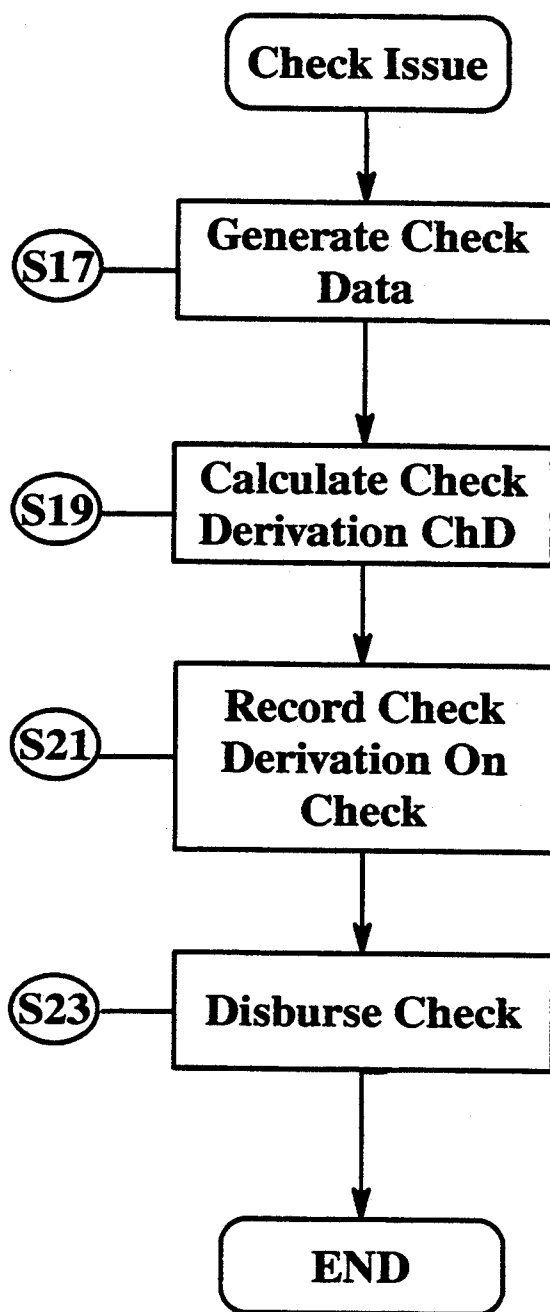 Check Issue
S17
Generate Check
Data
S19
Calculate Check
Derivation ChD
S21
Record Check
Derivation On
Check
S23
Disburse Check
END